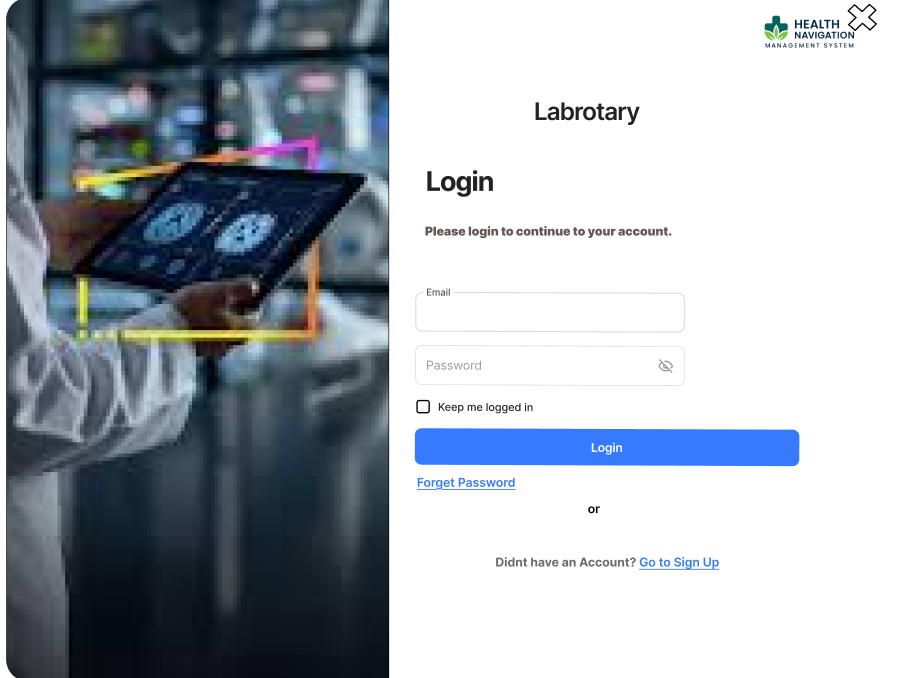 HEALTH
NAVIGATION
MANAGEMENT SYSTEM
Labrotary
Login
Please login to continue to your account.
Email
Password
Keep me logged in
Login
Forget Password
or
Didnt have an Account? Go to Sign Up